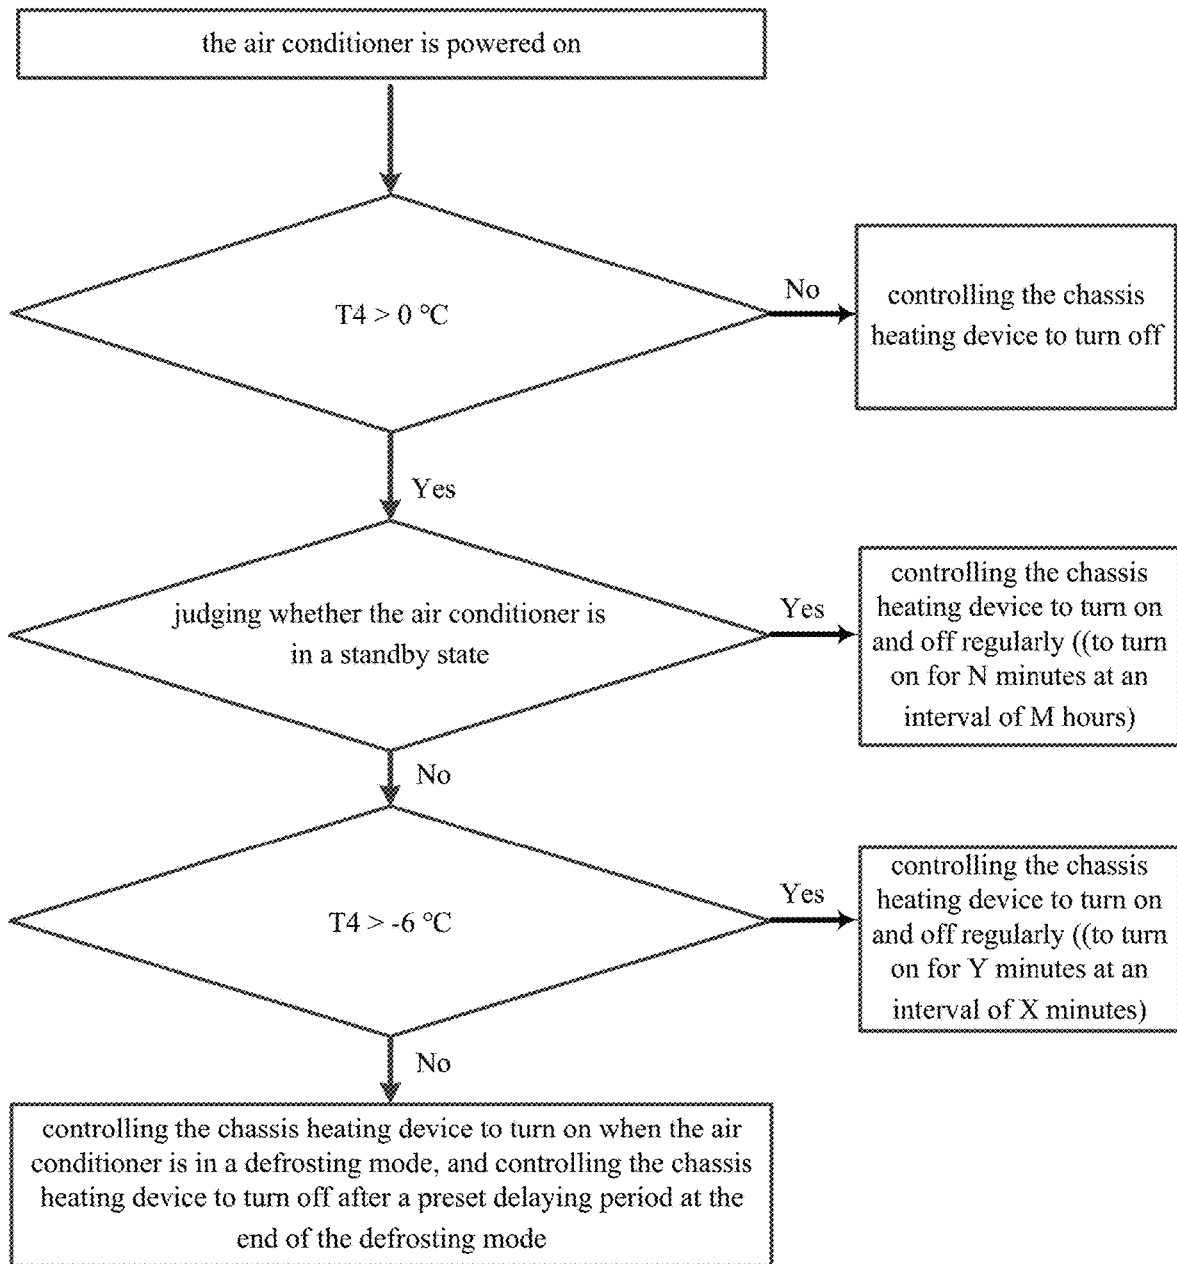 the air conditioner is powered on
T4 > 0 °C
No
controlling the chassis
heating device to turn off
Yes
judging whether the air conditioner is
in a standby state
Yes
controlling the chassis
heating device to turn on
and off regularly ((to turn
on for N minutes at an
interval of M hours)
No
T4 > -6 °C
Yes
controlling the chassis
heating device to turn on
and off regularly ((to turn
on for Y minutes at an
interval of X minutes)
No
controlling the chassis heating device to turn on when the air
conditioner is in a defrosting mode, and controlling the chassis
heating device to turn off after a preset delaying period at the
end of the defrosting mode